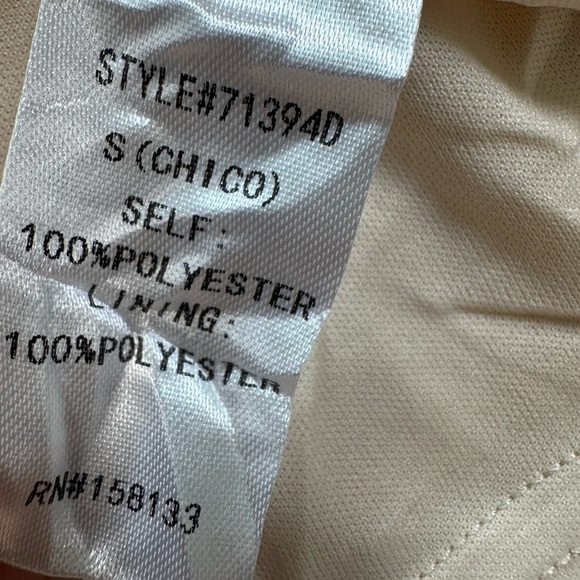 STYLE#71394D
S(CHICO)
SELF:
100%POLYESTER
LINING:
100%POLYESTER
RN#158133